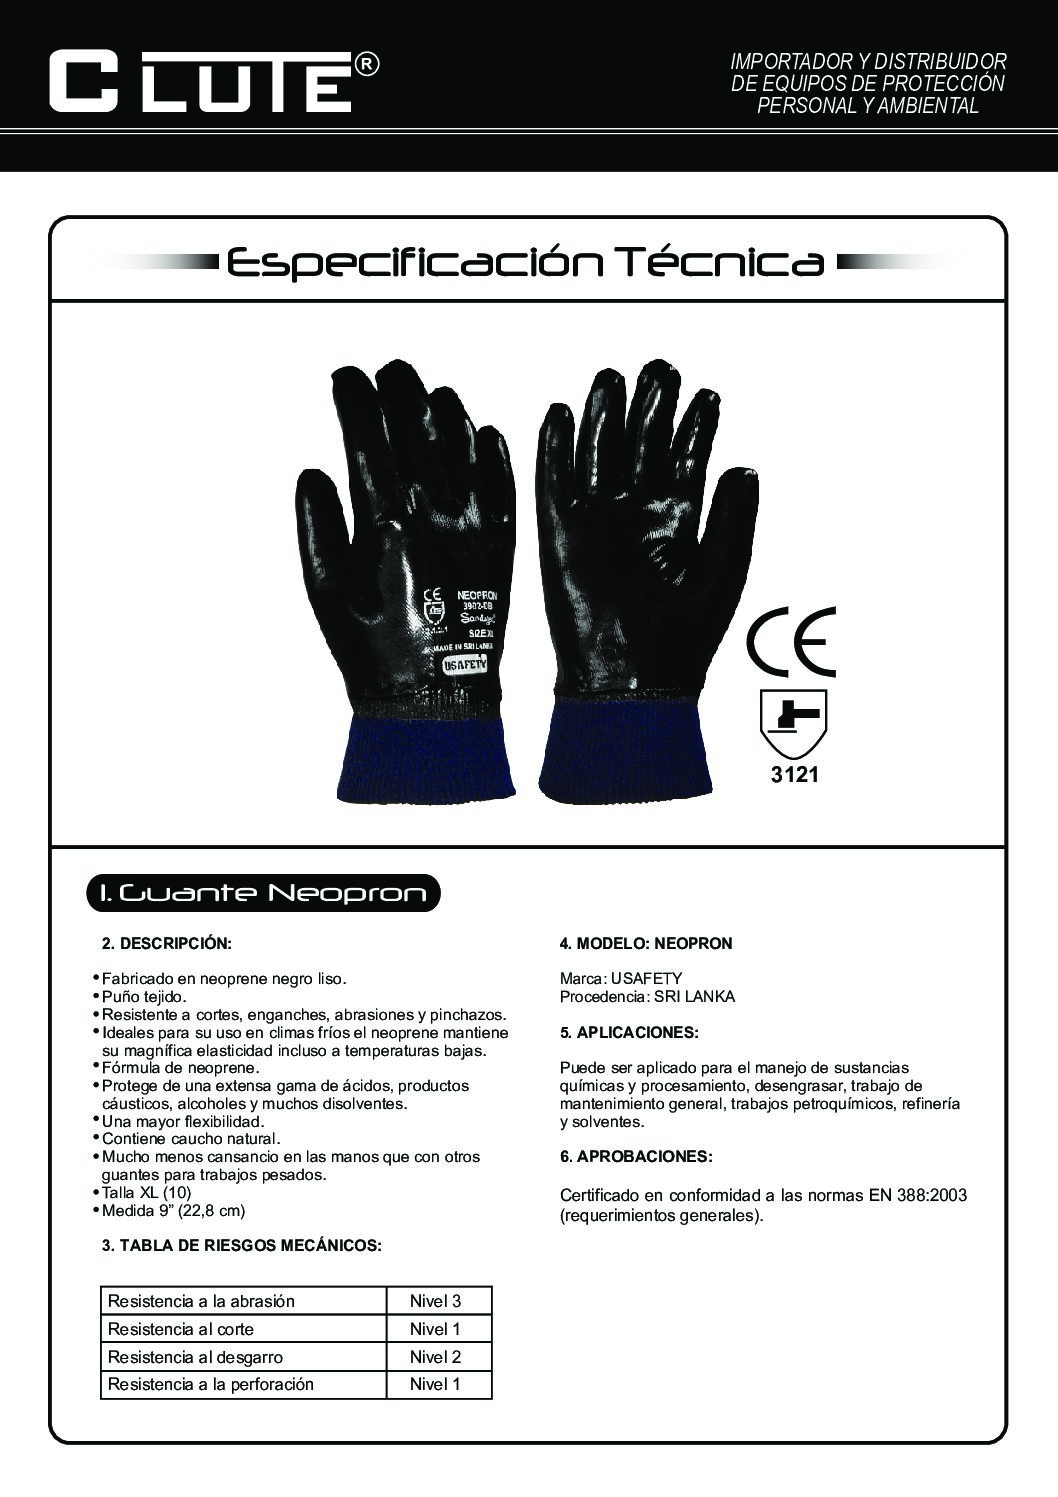 CLUTE®
IMPORTADOR Y DISTRIBUIDOR
DE EQUIPOS DE PROTECCIÓN
PERSONAL Y AMBIENTAL
Especificación Técnica
CE
NEOPRON
3902-EB
SIZE XL
MADE IN SRI LANKA
USAFETY
CE
3121
1. Guante Neopron
2. DESCRIPCIÓN:
• Fabricado en neoprene negro liso.
• Puño tejido.
• Resistente a cortes, enganches, abrasiones y pinchazos.
• Ideales para su uso en climas fríos el neoprene mantiene
su magnífica elasticidad incluso a temperaturas bajas.
• Fórmula de neoprene.
• Protege de una extensa gama de ácidos, productos
cáusticos, alcoholes y muchos disolventes.
• Una mayor flexibilidad.
• Contiene caucho natural.
• Mucho menos cansancio en las manos que con otros
guantes para trabajos pesados.
• Talla XL (10)
• Medida 9” (22,8 cm)
3. TABLA DE RIESGOS MECÁNICOS:
Resistencia a la abrasión Nivel 3
Resistencia al corte Nivel 1
Resistencia al desgarro Nivel 2
Resistencia a la perforación Nivel 1
4. MODELO: NEOPRON
Marca: USAFETY
Procedencia: SRI LANKA
5. APLICACIONES:
Puede ser aplicado para el manejo de sustancias
químicas y procesamiento, desengrasar, trabajo de
mantenimiento general, trabajos petroquímicos, refinería
y solventes.
6. APROBACIONES:
Certificado en conformidad a las normas EN 388:2003
(requerimientos generales).